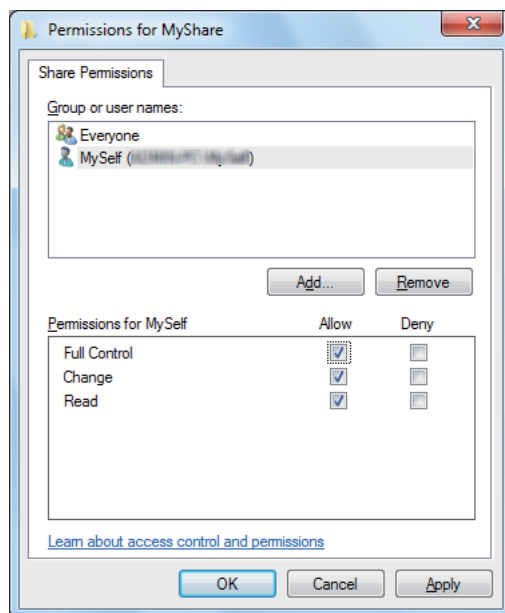 Permissions for MyShare
Share Permissions
Group or user names:
Everyone
MySelf ( )
Add... Remove
Permissions for MySelf Allow Deny
Full Control
Change
Read
Learn about access control and permissions
OK Cancel Apply